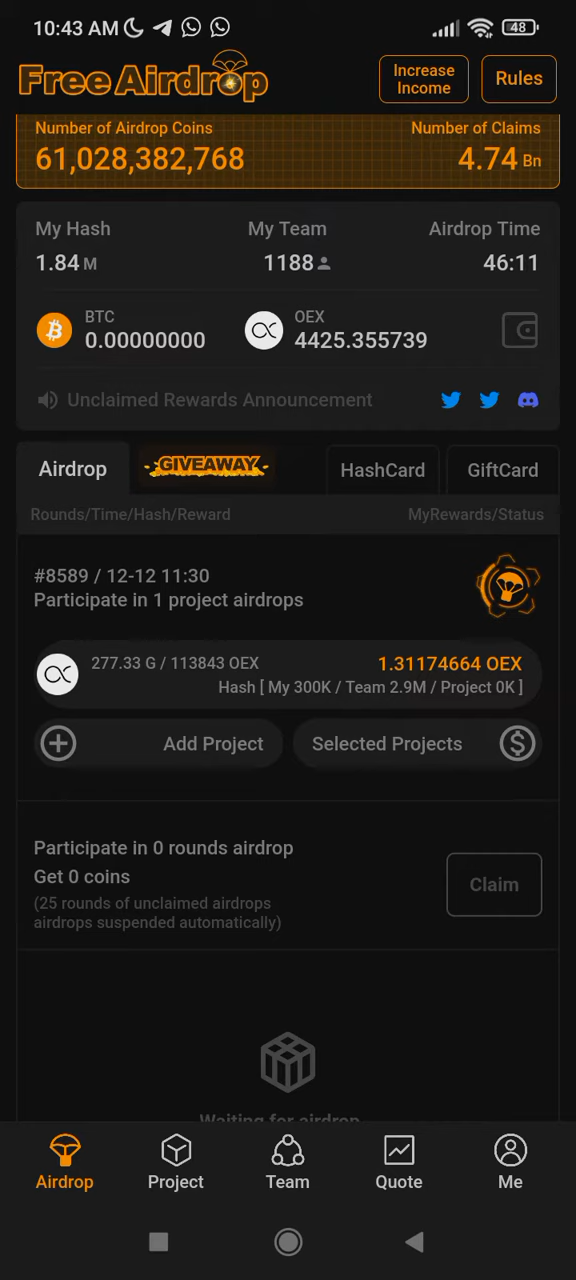 10:43 AM
48
Free Airdrop
Increase
Income
Rules
Number of Airdrop Coins
Number of Claims
61,028,382,768
4.74 Bn
My Hash
My Team
Airdrop Time
1.84 M
1188
46:11
BTC
0.00000000
OEX
4425.355739
Unclaimed Rewards Announcement
Airdrop
GIVEAWAY
HashCard
GiftCard
Rounds/Time/Hash/Reward
MyRewards/Status
#8589 / 12-12 11:30
Participate in 1 project airdrops
277.33 G / 113843 OEX
1.31174664 OEX
Hash [ My 300K / Team 2.9M / Project 0K ]
Add Project
Selected Projects
Participate in 0 rounds airdrop
Get 0 coins
(25 rounds of unclaimed airdrops
airdrops suspended automatically)
Claim
Waiting for airdrop
Airdrop
Project
Team
Quote
Me